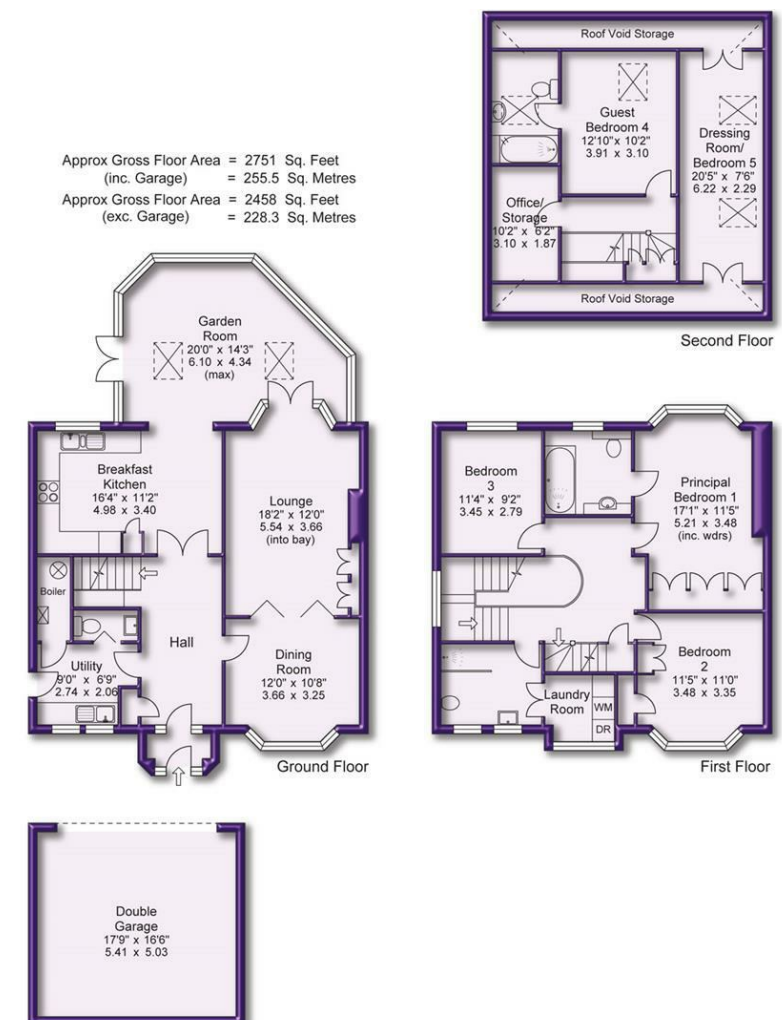 Approx Gross Floor Area = 2751 Sq. Feet
(inc. Garage) = 255.5 Sq. Metres
Approx Gross Floor Area = 2458 Sq. Feet
(exc. Garage) = 228.3 Sq. Metres
Roof Void Storage
Guest
Bedroom 4
12'10"x 10'2"
3.91 x 3.10
Dressing
Room/
Bedroom 5
20'5" x 7'6"
6.22 x 2.29
Office/
Storage
10'2" x 6'2"
3.10 x 1.87
Roof Void Storage
Second Floor
Garden
Room
20'0" x 14'3"
6.10 x 4.34
(max)
Breakfast
Kitchen
16'4" x 11'2"
4.98 x 3.40
Lounge
18'2" x 12'0"
5.54 x 3.66
(into bay)
Boiler
Hall
Utility
9'0" x 6'9"
2.74 x 2.06
Dining
Room
12'0" x 10'8"
3.66 x 3.25
Ground Floor
Bedroom
3
11'4" x 9'2"
3.45 x 2.79
Principal
Bedroom 1
17'1" x 11'5"
5.21 x 3.48
(inc. wdrs)
Bedroom
2
11'5" x 11'0"
3.48 x 3.35
Laundry
Room
WM
DR
First Floor
Double
Garage
17'9" x 16'6"
5.41 x 5.03